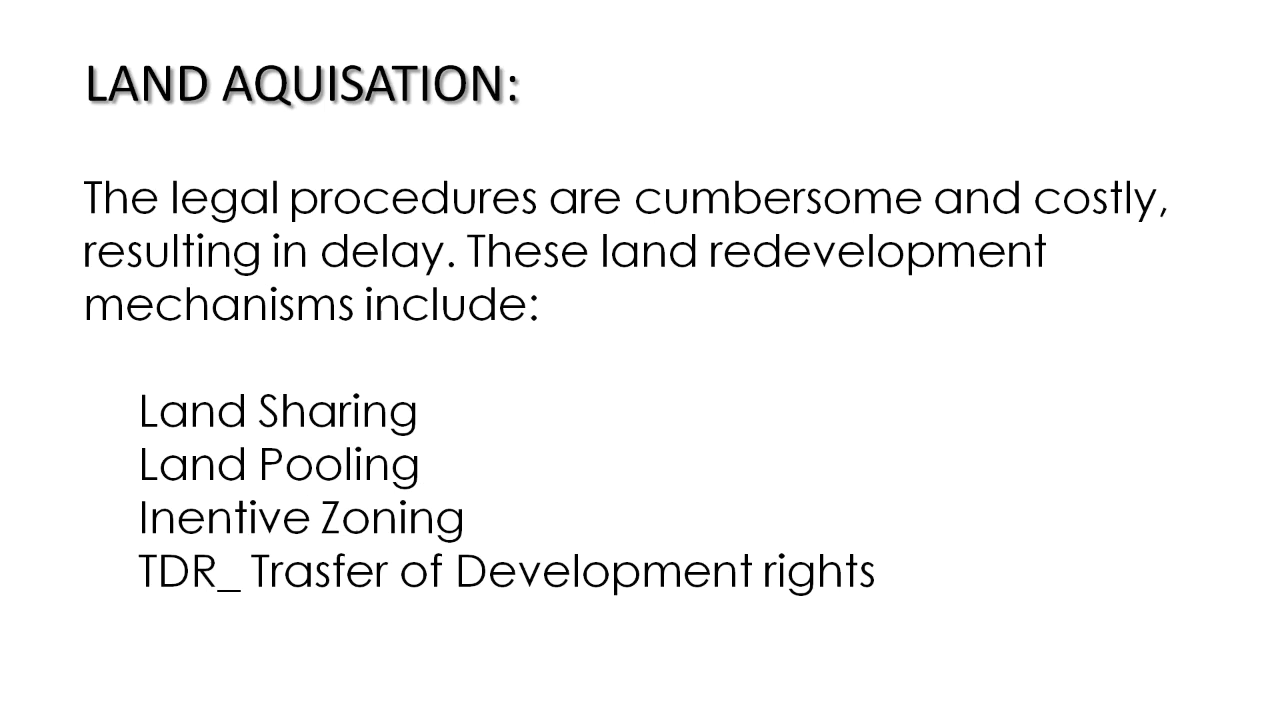 LAND AQUISATION:
The legal procedures are cumbersome and costly,
resulting in delay. These land redevelopment
mechanisms include:
Land Sharing
Land Pooling
Inentive Zoning
TDR_ Trasfer of Development rights